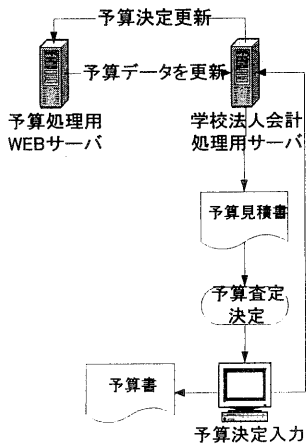 予算決定更新
予算データを更新
予算処理用
WEBサーバ
学校法人会計
処理用サーバ
予算見積書
予算査定
決定
予算書
予算決定入力